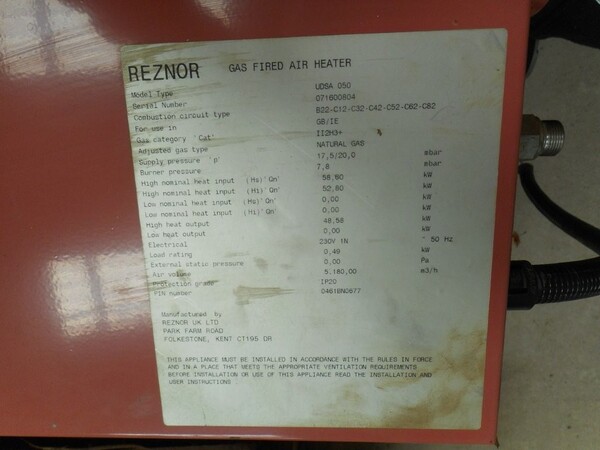 REZNOR GAS FIRED AIR HEATER
Model Type UDSA 050
Serial Number 071600804
Combustion circuit type B22-C12-C32-C42-C52-C62-C82
For use in GB/IE
Gas category 'Cat' II2H3+
Adjusted gas type NATURAL GAS
Supply pressure 'p' 17,5/20,0 mbar
Burner pressure 7,8 mbar
High nominal heat input (Hs)'Qn' 58,60 kW
High nominal heat input (Hi)'Qn' 52,80 kW
Low nominal heat input (Hs)'Qn' 0,00 kW
Low nominal heat input (Hi)'Qn' 0,00 kW
High heat output 48,58 kW
Low heat output 0,00 kW
Electrical 230V 1N ~ 50 Hz
Load rating 0,49 kW
External static pressure 0,00 Pa
Air volume 5.180,00 m3/h
Protection grade IP20
PIN number 0461BN0677
Manufactured by
REZNOR UK LTD
PARK FARM ROAD
FOLKESTONE, KENT CT195 DR
THIS APPLIANCE MUST BE INSTALLED IN ACCORDANCE WITH THE RULES IN FORCE
AND IN A PLACE THAT MEETS THE APPROPRIATE VENTILATION REQUIREMENTS
BEFORE INSTALLATION OR USE OF THIS APPLIANCE READ THE INSTALLATION AND
USER INSTRUCTIONS